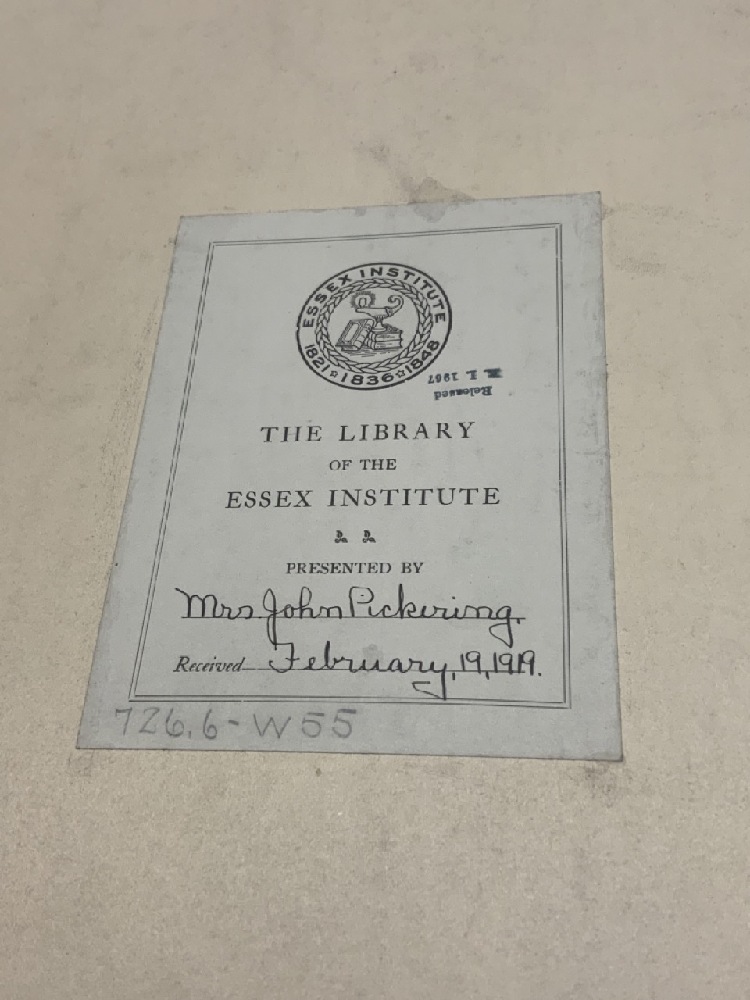 ESSEX INSTITUTE
1821 ☆ 1836 ☆ 1848
Released
E. I. 1967
THE LIBRARY
OF THE
ESSEX INSTITUTE
PRESENTED BY
Mrs John Pickering.
Received February, 19, 1919.
726.6-W55